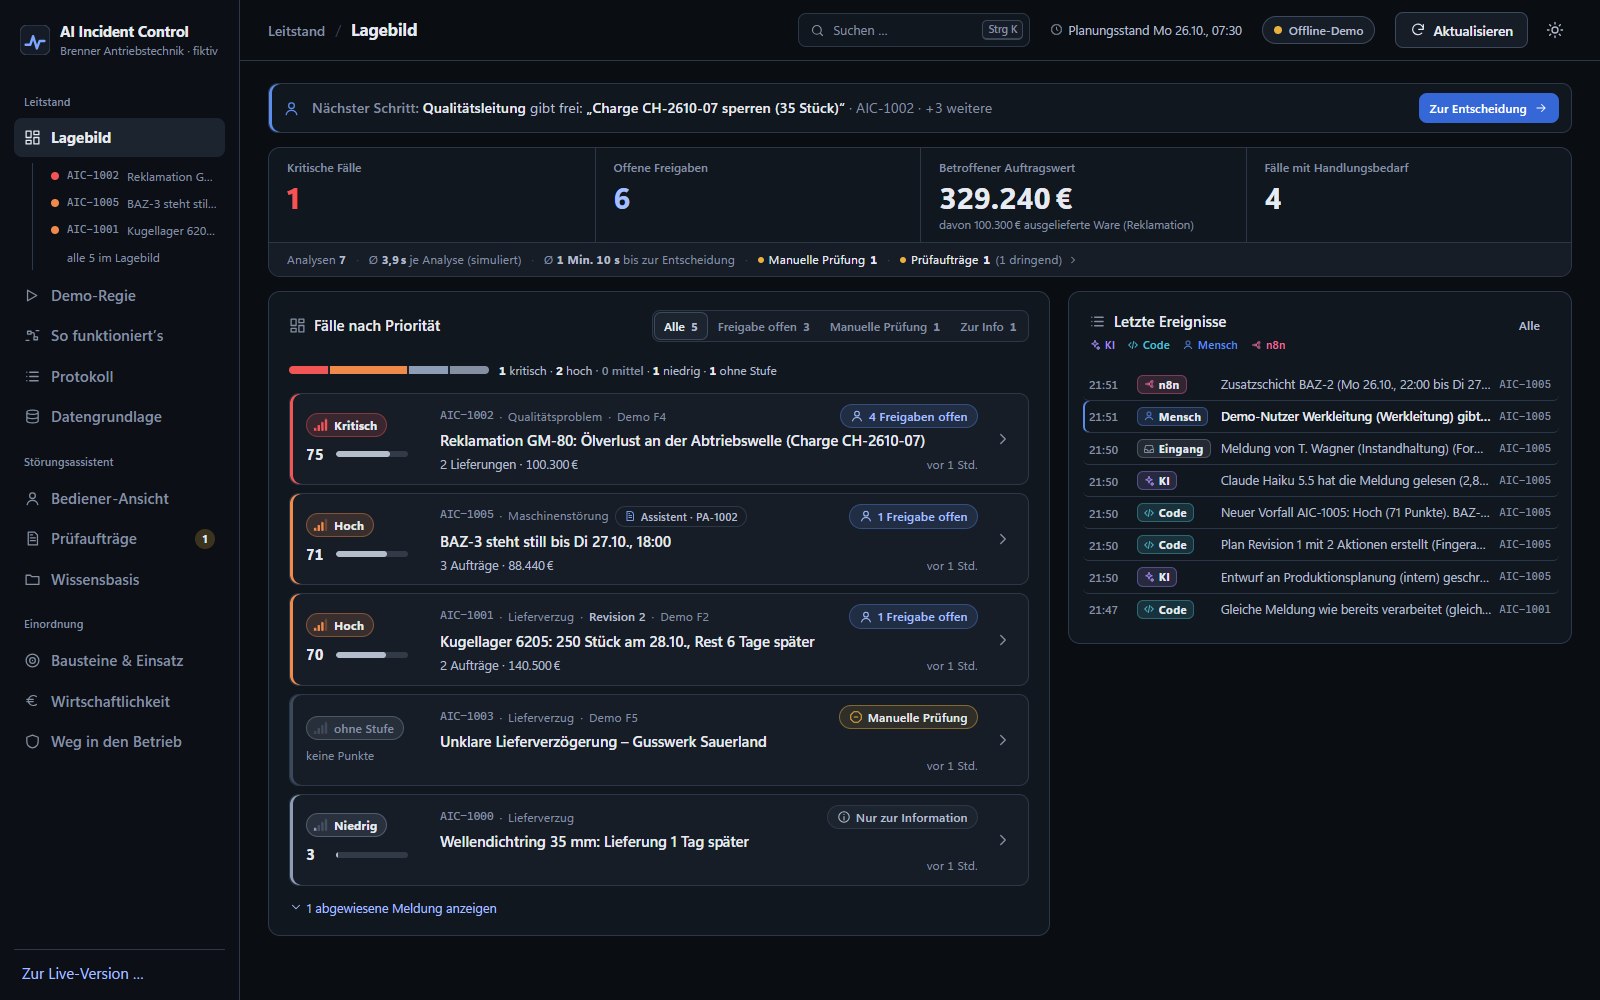 AI Incident Control
Brenner Antriebstechnik · fiktiv
Leitstand
Lagebild
AIC-1002 Reklamation G...
AIC-1005 BAZ-3 steht stil...
AIC-1001 Kugellager 620...
alle 5 im Lagebild
Demo-Regie
So funktioniert's
Protokoll
Datengrundlage
Störungsassistent
Bediener-Ansicht
Prüfaufträge 1
Wissensbasis
Einordnung
Bausteine & Einsatz
Wirtschaftlichkeit
Weg in den Betrieb
Zur Live-Version ...
Leitstand / Lagebild
Suchen ... Strg K
Planungsstand Mo 26.10., 07:30
Offline-Demo
Aktualisieren
Nächster Schritt: Qualitätsleitung gibt frei: „Charge CH-2610-07 sperren (35 Stück)“ · AIC-1002 · +3 weitere
Zur Entscheidung →
Kritische Fälle
1
Offene Freigaben
6
Betroffener Auftragswert
329.240 €
davon 100.300 € ausgelieferte Ware (Reklamation)
Fälle mit Handlungsbedarf
4
Analysen 7 · Ø 3,9 s je Analyse (simuliert) · Ø 1 Min. 10 s bis zur Entscheidung · Manuelle Prüfung 1 · Prüfaufträge 1 (1 dringend)
Fälle nach Priorität
Alle 5 Freigabe offen 3 Manuelle Prüfung 1 Zur Info 1
1 kritisch · 2 hoch · 0 mittel · 1 niedrig · 1 ohne Stufe
Kritisch
75
AIC-1002 · Qualitätsproblem · Demo F4
4 Freigaben offen
Reklamation GM-80: Ölverlust an der Abtriebswelle (Charge CH-2610-07)
2 Lieferungen · 100.300 €
vor 1 Std.
Hoch
71
AIC-1005 · Maschinenstörung
Assistent · PA-1002
1 Freigabe offen
BAZ-3 steht still bis Di 27.10., 18:00
3 Aufträge · 88.440 €
vor 1 Std.
Hoch
70
AIC-1001 · Lieferverzug · Revision 2 · Demo F2
1 Freigabe offen
Kugellager 6205: 250 Stück am 28.10., Rest 6 Tage später
2 Aufträge · 140.500 €
vor 1 Std.
ohne Stufe
keine Punkte
AIC-1003 · Lieferverzug · Demo F5
Manuelle Prüfung
Unklare Lieferverzögerung – Gusswerk Sauerland
vor 1 Std.
Niedrig
3
AIC-1000 · Lieferverzug
Nur zur Information
Wellendichtring 35 mm: Lieferung 1 Tag später
vor 1 Std.
1 abgewiesene Meldung anzeigen
Letzte Ereignisse
Alle
KI Code Mensch n8n
21:51 n8n Zusatzschicht BAZ-2 (Mo 26.10., 22:00 bis Di 27... AIC-1005
21:51 Mensch Demo-Nutzer Werkleitung (Werkleitung) gibt... AIC-1005
21:50 Eingang Meldung von T. Wagner (Instandhaltung) (For... AIC-1005
21:50 KI Claude Haiku 5.5 hat die Meldung gelesen (2,8... AIC-1005
21:50 Code Neuer Vorfall AIC-1005: Hoch (71 Punkte). BAZ-... AIC-1005
21:50 Code Plan Revision 1 mit 2 Aktionen erstellt (Fingera... AIC-1005
21:50 KI Entwurf an Produktionsplanung (intern) geschr... AIC-1005
21:47 Code Gleiche Meldung wie bereits verarbeitet (gleich... AIC-1001